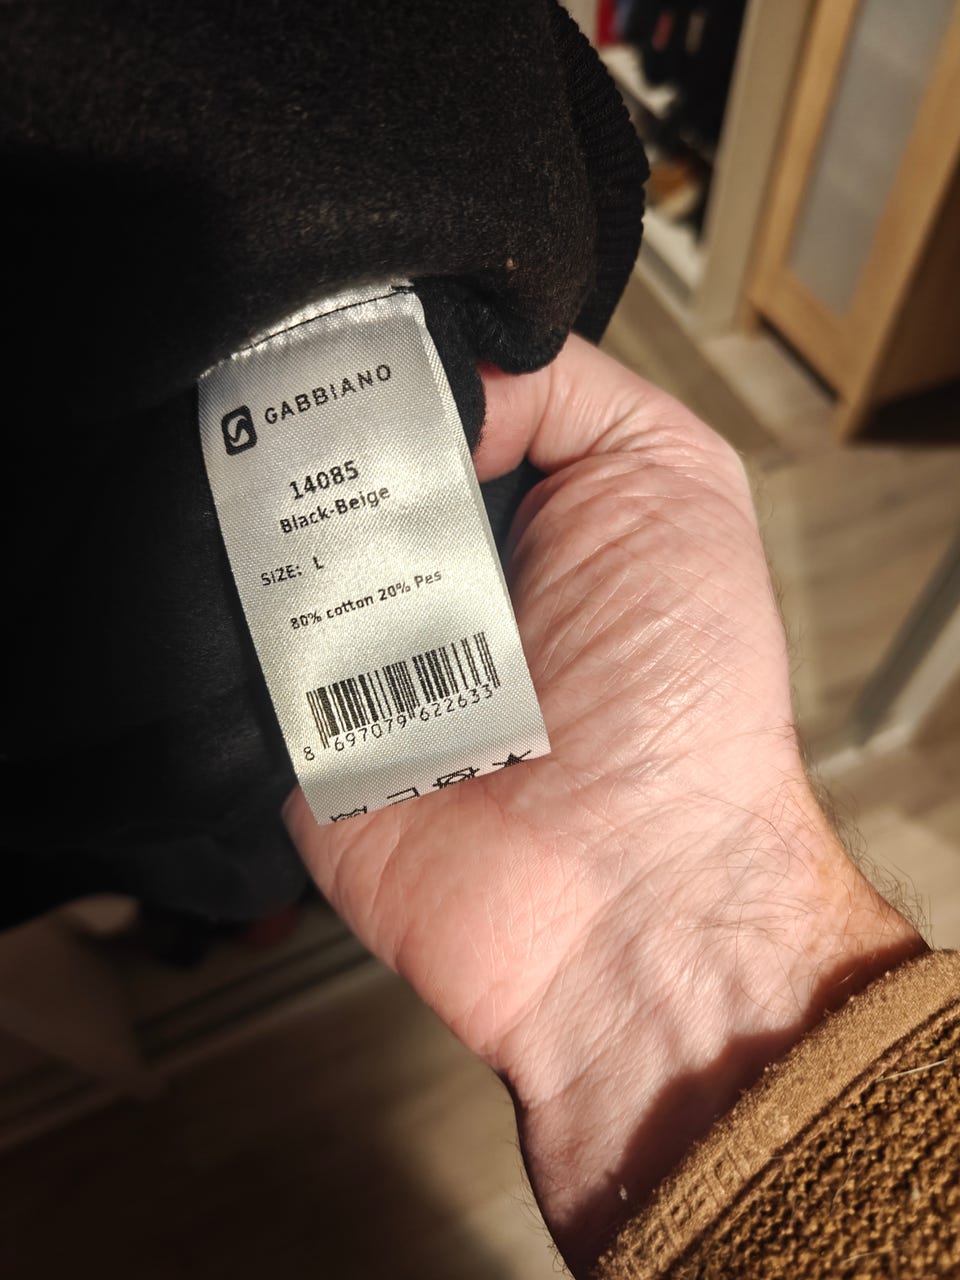 GABBIANO
14085
Black-Beige
SIZE: L
80% cotton 20% Pes
8 697079 622633